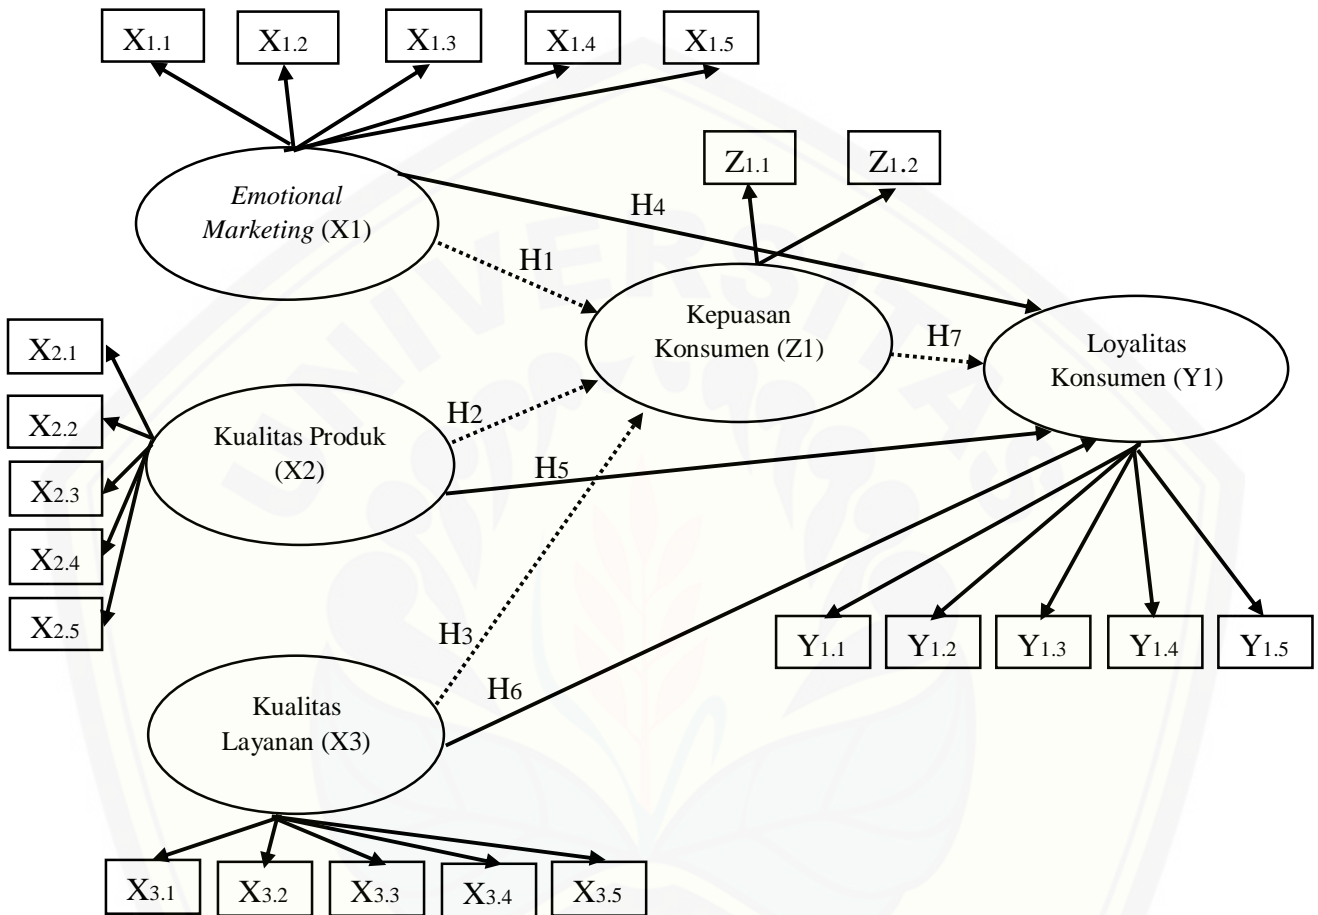 X1.1
X1.2
X1.3
X1.4
X1.5
Z1.1
Z1.2
Emotional
Marketing (X1)
H4
H1
Kepuasan
Konsumen (Z1)
H7
Loyalitas
Konsumen (Y1)
X2.1
X2.2
X2.3
X2.4
X2.5
Kualitas Produk
(X2)
H2
H5
H3
H6
Y1.1
Y1.2
Y1.3
Y1.4
Y1.5
Kualitas
Layanan (X3)
X3.1
X3.2
X3.3
X3.4
X3.5
UNIVERSITAS